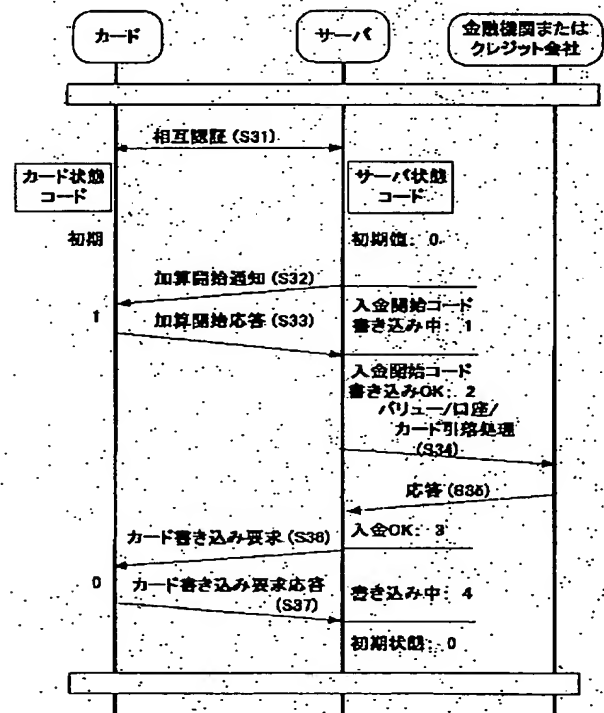 カード
サーバ
金融機関または
クレジット会社
相互認証 (S31)
カード状態
コード
サーバ状態
コード
初期
初期値: 0
加算開始通知 (S32)
1
入金開始コード
書き込み中: 1
加算開始応答 (S33)
入金開始コード
書き込みOK: 2
バリュー/口座/
カード引落処理
(S34)
応答 (S35)
入金OK: 3
カード書き込み要求 (S36)
0
カード書き込み要求応答
(S37)
書き込み中: 4
初期状態: 0